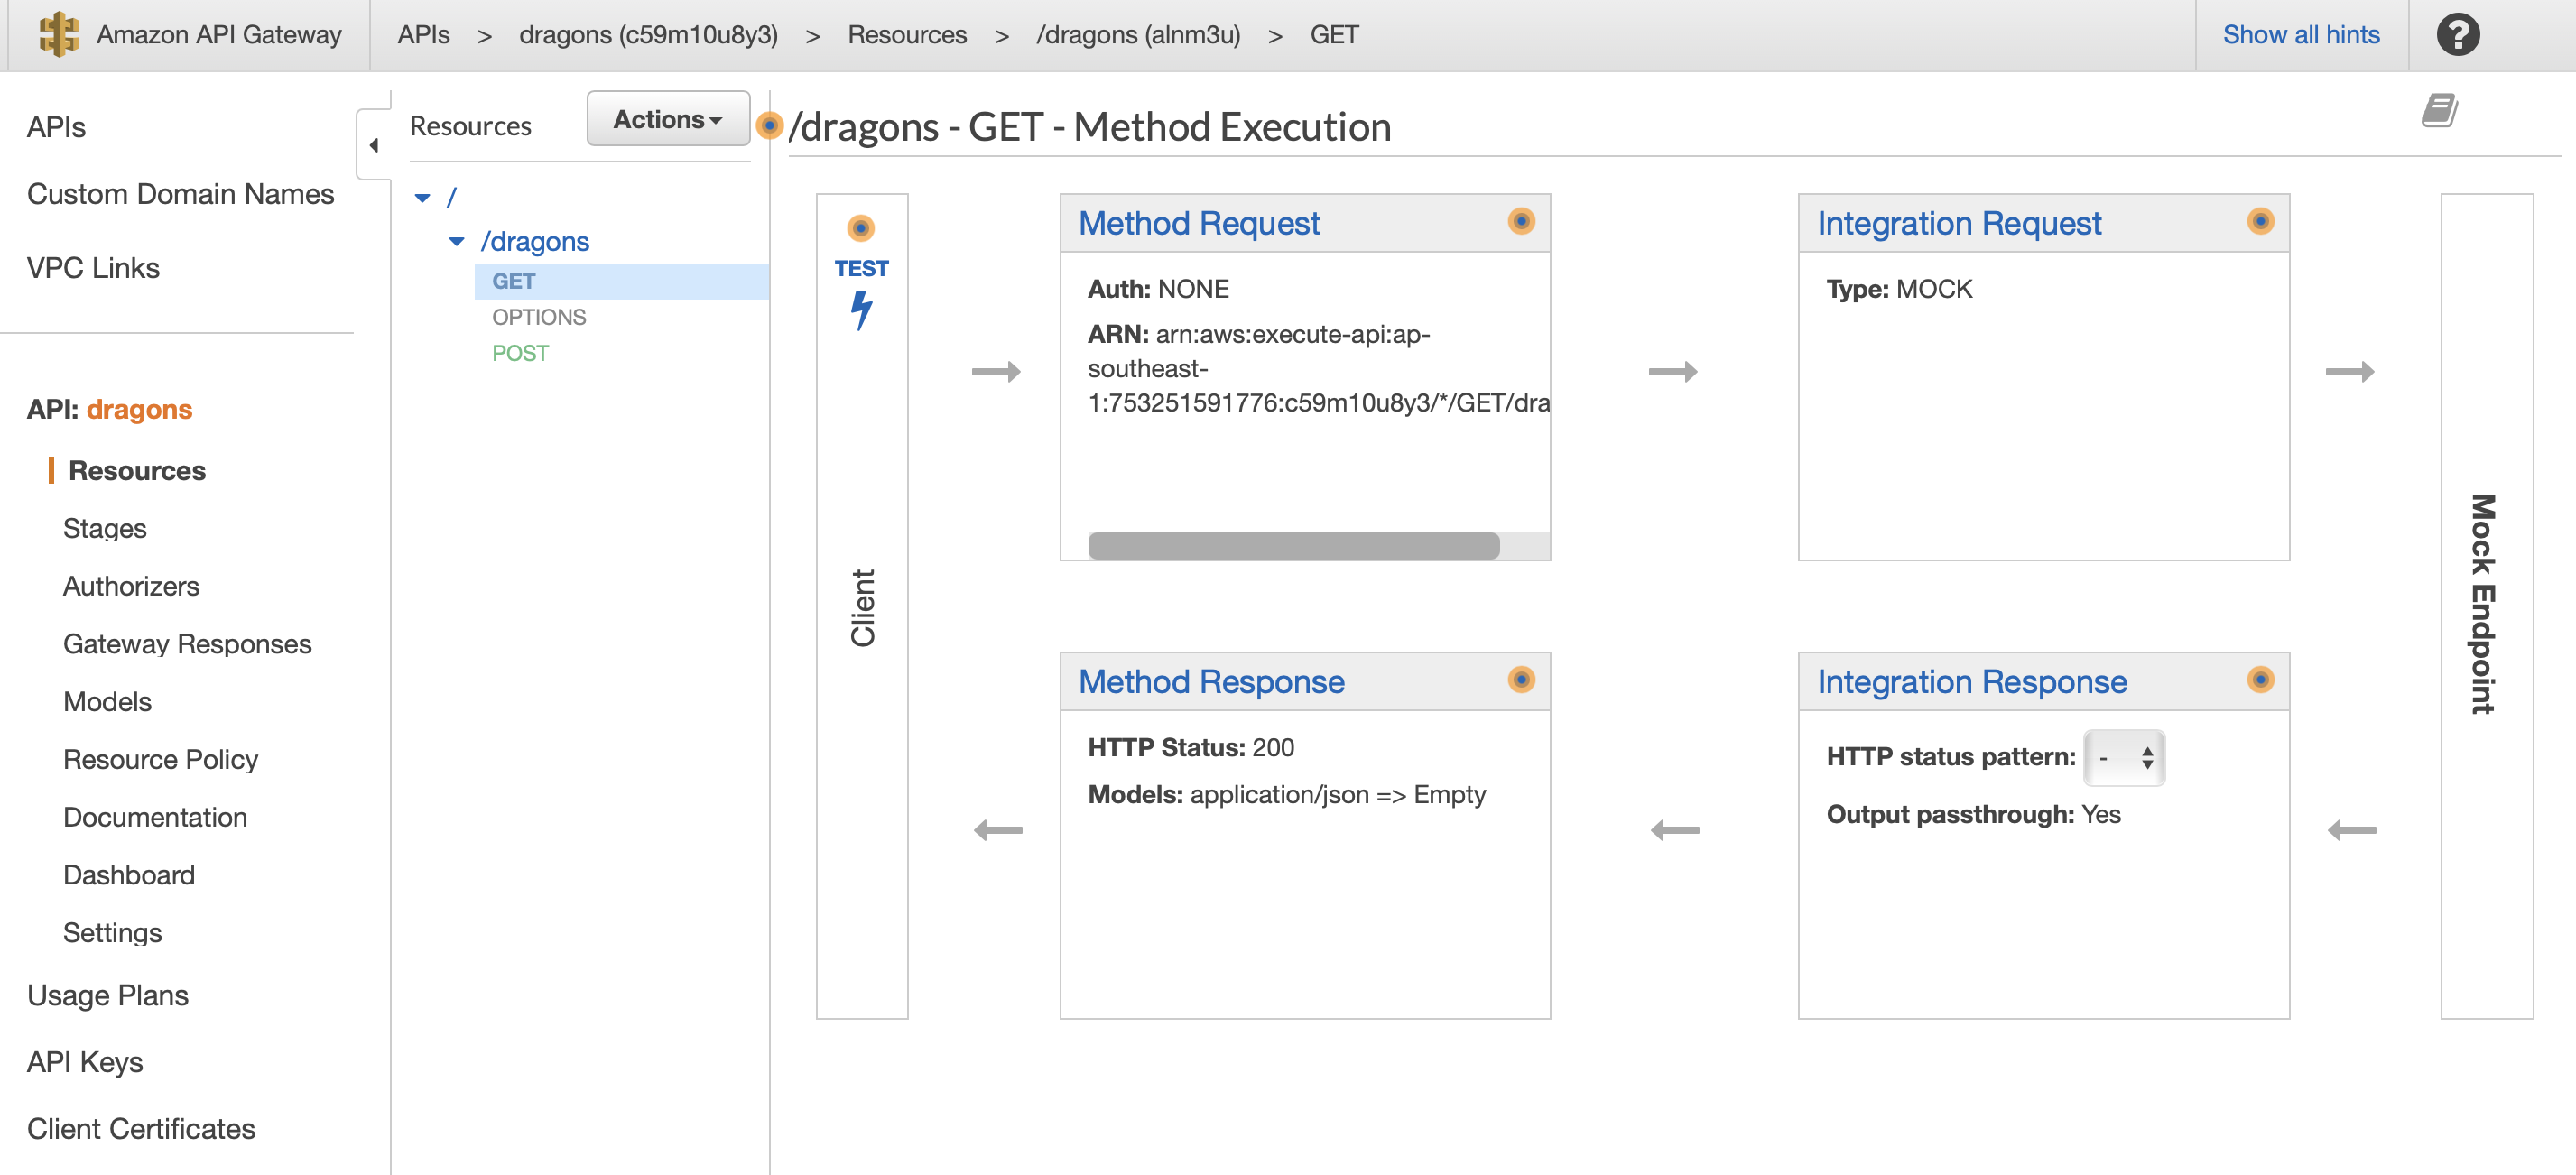 Amazon API Gateway
APIs > dragons (c59m10u8y3) > Resources > /dragons (alnm3u) > GET
Show all hints
?
APIs
Custom Domain Names
VPC Links
API: dragons
Resources
Stages
Authorizers
Gateway Responses
Models
Resource Policy
Documentation
Dashboard
Settings
Usage Plans
API Keys
Client Certificates
Resources
Actions
/
/dragons
GET
OPTIONS
POST
/dragons - GET - Method Execution
TEST
Client
Method Request
Auth: NONE
ARN: arn:aws:execute-api:ap-
southeast-
1:753251591776:c59m10u8y3/*/GET/dra
Integration Request
Type: MOCK
Mock Endpoint
Method Response
HTTP Status: 200
Models: application/json => Empty
Integration Response
HTTP status pattern: -
Output passthrough: Yes